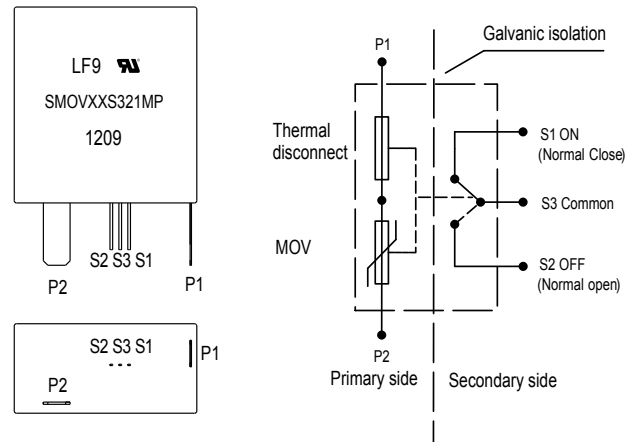 LF9 RU
SMOVXXS321MP
1209
S2 S3 S1
P2
P1
S2 S3 S1
P1
P2
Galvanic isolation
P1
Thermal
disconnect
MOV
S1 ON
(Normal Close)
S3 Common
S2 OFF
(Normal open)
P2
Primary side
Secondary side